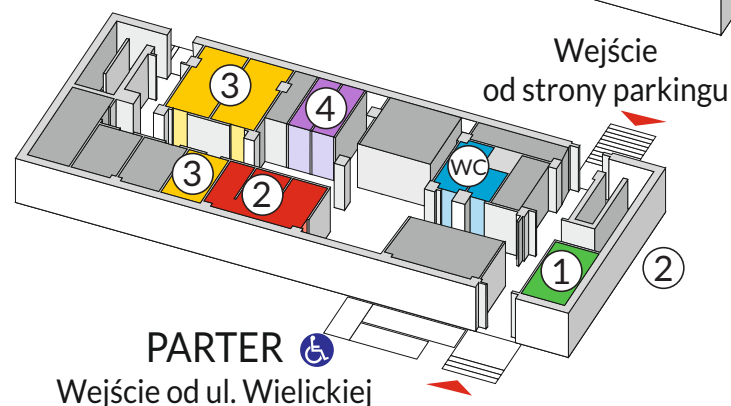 Wejście
od strony parkingu
3
4
WC
3
2
1
2
PARTER
Wejście od ul. Wielickiej